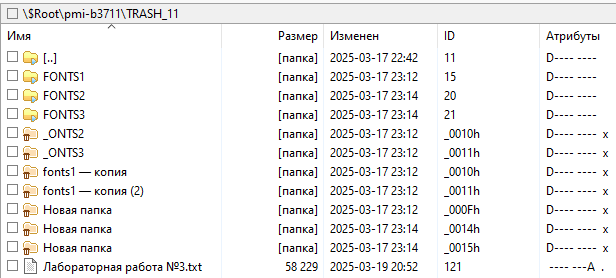 \$Root\pmi-b3711\TRASH_11
Имя Размер Изменен ID Атрибуты
[..] [папка] 2025-03-17 22:42 11 D---- ----
FONTS1 [папка] 2025-03-17 23:12 15 D---- ----
FONTS2 [папка] 2025-03-17 23:14 20 D---- ----
FONTS3 [папка] 2025-03-17 23:14 21 D---- ----
_ONTS2 [папка] 2025-03-17 23:12 _0010h D---- ---- x
_ONTS3 [папка] 2025-03-17 23:12 _0011h D---- ---- x
fonts1 — копия [папка] 2025-03-17 23:12 _0010h D---- ---- x
fonts1 — копия (2) [папка] 2025-03-17 23:12 _0011h D---- ---- x
Новая папка [папка] 2025-03-17 23:12 _000Fh D---- ---- x
Новая папка [папка] 2025-03-17 23:14 _0014h D---- ---- x
Новая папка [папка] 2025-03-17 23:14 _0015h D---- ---- x
Лабораторная работа №3.txt 58 229 2025-03-19 20:52 121 ---- ---A .